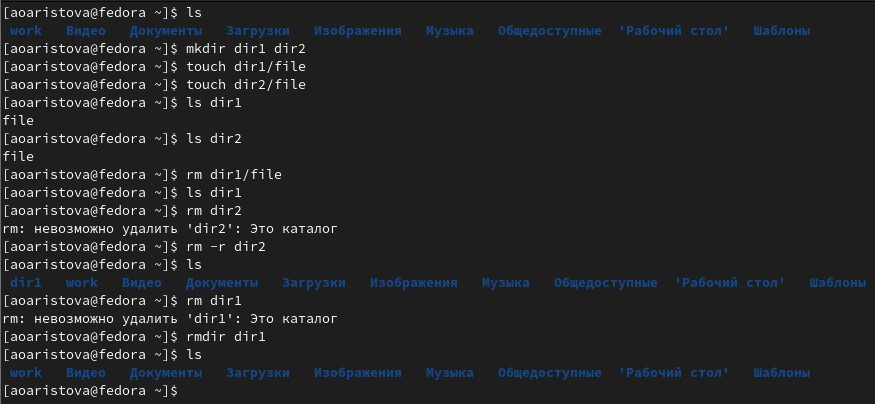 [aoaristova@fedora ~]$ ls
work Видео Документы Загрузки Изображения Музыка Общедоступные 'Рабочий стол' Шаблоны
[aoaristova@fedora ~]$ mkdir dir1 dir2
[aoaristova@fedora ~]$ touch dir1/file
[aoaristova@fedora ~]$ touch dir2/file
[aoaristova@fedora ~]$ ls dir1
file
[aoaristova@fedora ~]$ ls dir2
file
[aoaristova@fedora ~]$ rm dir1/file
[aoaristova@fedora ~]$ ls dir1
[aoaristova@fedora ~]$ rm dir2
rm: невозможно удалить 'dir2': Это каталог
[aoaristova@fedora ~]$ rm -r dir2
[aoaristova@fedora ~]$ ls
dir1 work Видео Документы Загрузки Изображения Музыка Общедоступные 'Рабочий стол' Шаблоны
[aoaristova@fedora ~]$ rm dir1
rm: невозможно удалить 'dir1': Это каталог
[aoaristova@fedora ~]$ rmdir dir1
[aoaristova@fedora ~]$ ls
work Видео Документы Загрузки Изображения Музыка Общедоступные 'Рабочий стол' Шаблоны
[aoaristova@fedora ~]$